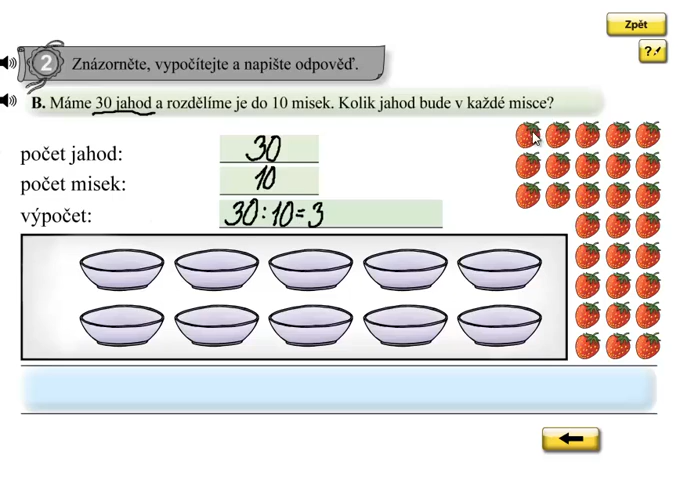 Zpět
?
2 Znázorněte, vypočítejte a napište odpověď.
B. Máme 30 jahod a rozdělíme je do 10 misek. Kolik jahod bude v každé misce?
počet jahod: 30
počet misek: 10
výpočet: 30:10=3